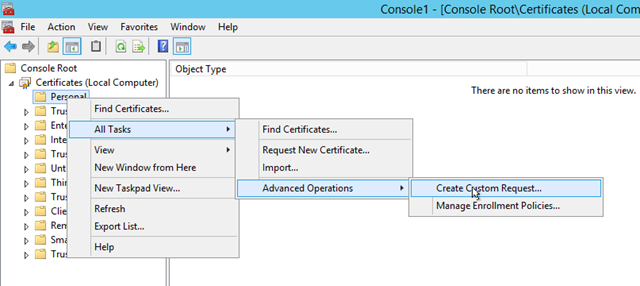 Console1 - [Console Root\Certificates (Local Com
File Action View Favorites Window Help
Console Root
Certificates (Local Computer)
Personal
Trus
Ente
Inte
Trus
Unt
Thir
Trus
Clie
Rem
Sma
Trus
Object Type
There are no items to show in this view.
Find Certificates...
All Tasks
View
New Window from Here
New Taskpad View...
Refresh
Export List...
Help
Find Certificates...
Request New Certificate...
Import...
Advanced Operations
Create Custom Request...
Manage Enrollment Policies...